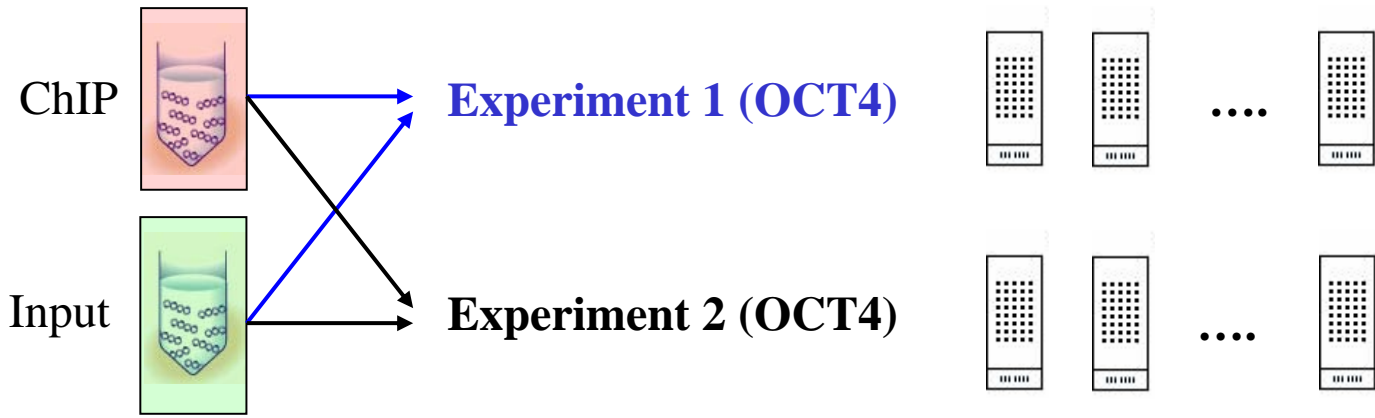 ChIP
Experiment 1 (OCT4)
....
Input
Experiment 2 (OCT4)
....